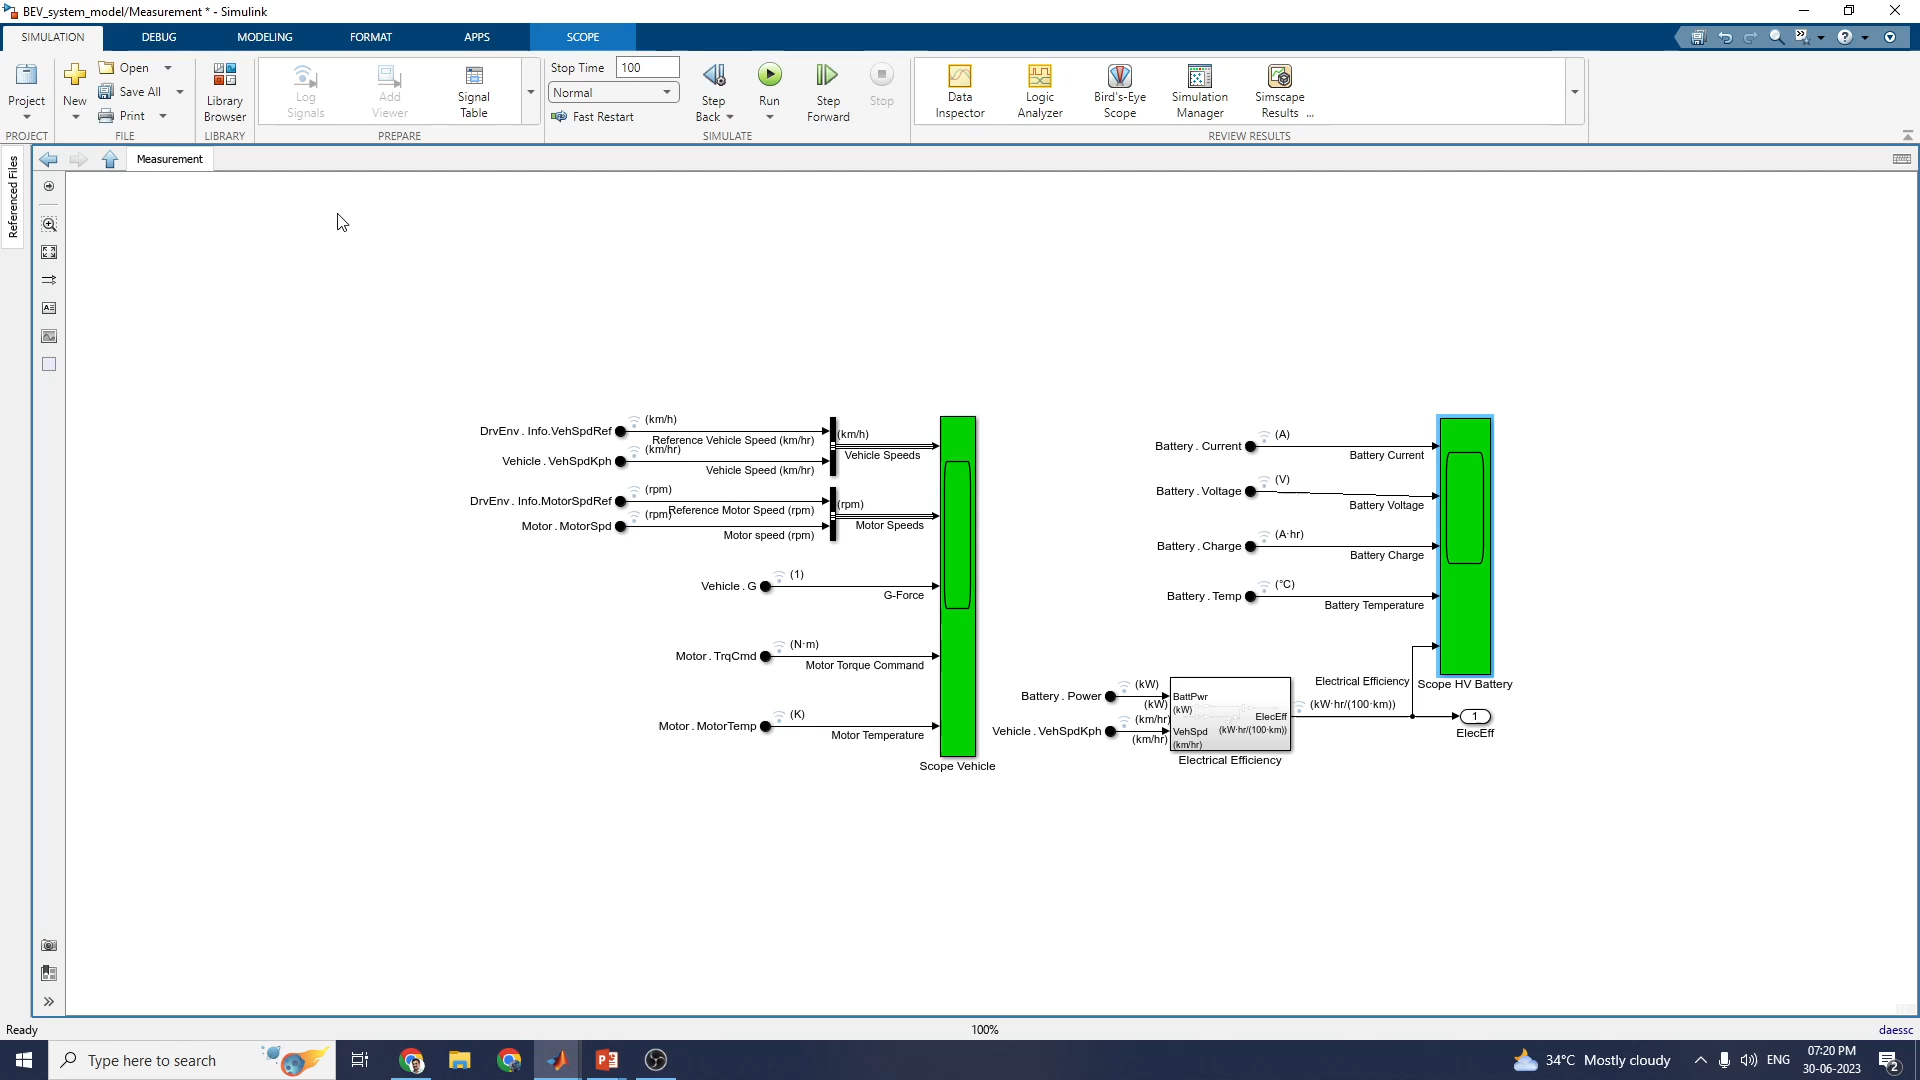 BEV_system_model/Measurement * - Simulink
SIMULATION DEBUG MODELING FORMAT APPS SCOPE
Project
New
Open
Save All
Print
Library Browser
Log Signals
Add Viewer
Signal Table
Stop Time 100
Normal
Fast Restart
Step Back
Run
Step Forward
Stop
Data Inspector
Logic Analyzer
Bird's-Eye Scope
Simulation Manager
Simscape Results ...
PROJECT FILE LIBRARY PREPARE SIMULATE REVIEW RESULTS
Referenced Files
Measurement
DrvEnv . Info.VehSpdRef
(km/h)
Reference Vehicle Speed (km/hr)
Vehicle . VehSpdKph
(km/hr)
Vehicle Speed (km/hr)
(km/h)
Vehicle Speeds
DrvEnv . Info.MotorSpdRef
(rpm)
Reference Motor Speed (rpm)
Motor . MotorSpd
(rpm)
Motor speed (rpm)
(rpm)
Motor Speeds
Vehicle . G
(1)
G-Force
Motor . TrqCmd
(N·m)
Motor Torque Command
Motor . MotorTemp
(K)
Motor Temperature
Scope Vehicle
Battery . Current
(A)
Battery Current
Battery . Voltage
(V)
Battery Voltage
Battery . Charge
(A·hr)
Battery Charge
Battery . Temp
(°C)
Battery Temperature
Battery . Power
(kW)
(kW)
Vehicle . VehSpdKph
(km/hr)
(km/hr)
BattPwr
(kW)
VehSpd
(km/hr)
ElecEff
(kW·hr/(100·km))
Electrical Efficiency
Electrical Efficiency
(kW·hr/(100·km))
Scope HV Battery
1
ElecEff
Ready
100%
daessc
Type here to search
34°C Mostly cloudy
ENG
07:20 PM
30-06-2023
2